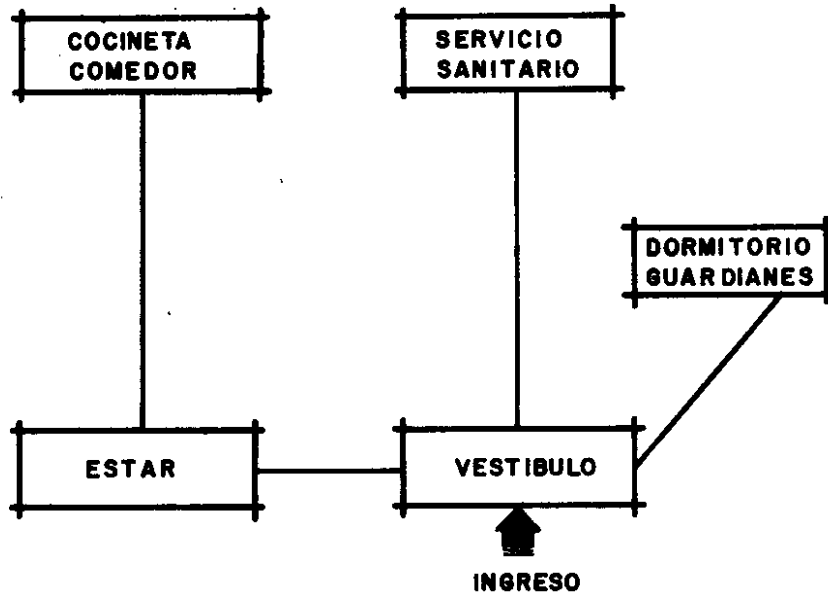 COCINETA
COMEDOR
SERVICIO
SANITARIO
DORMITORIO
GUARDIANES
ESTAR
VESTIBULO
INGRESO